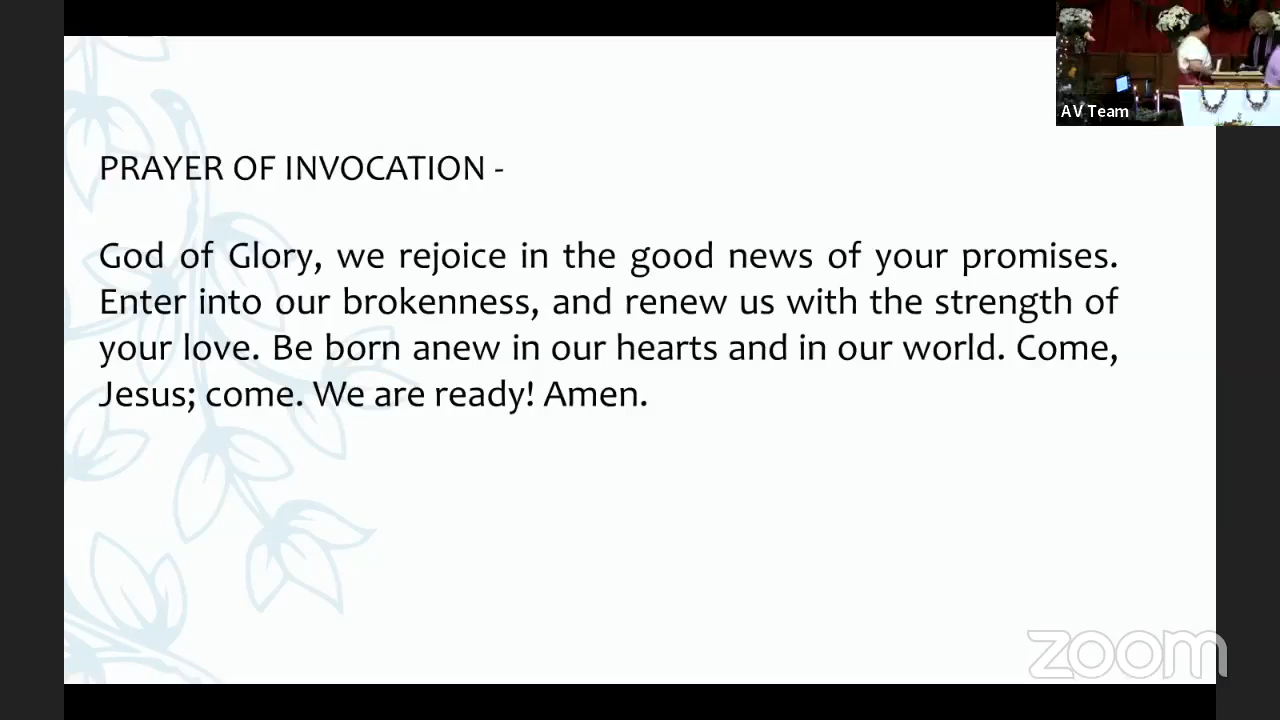 AV Team
PRAYER OF INVOCATION -
God of Glory, we rejoice in the good news of your promises.
Enter into our brokenness, and renew us with the strength of
your love. Be born anew in our hearts and in our world. Come,
Jesus; come. We are ready! Amen.
zoom